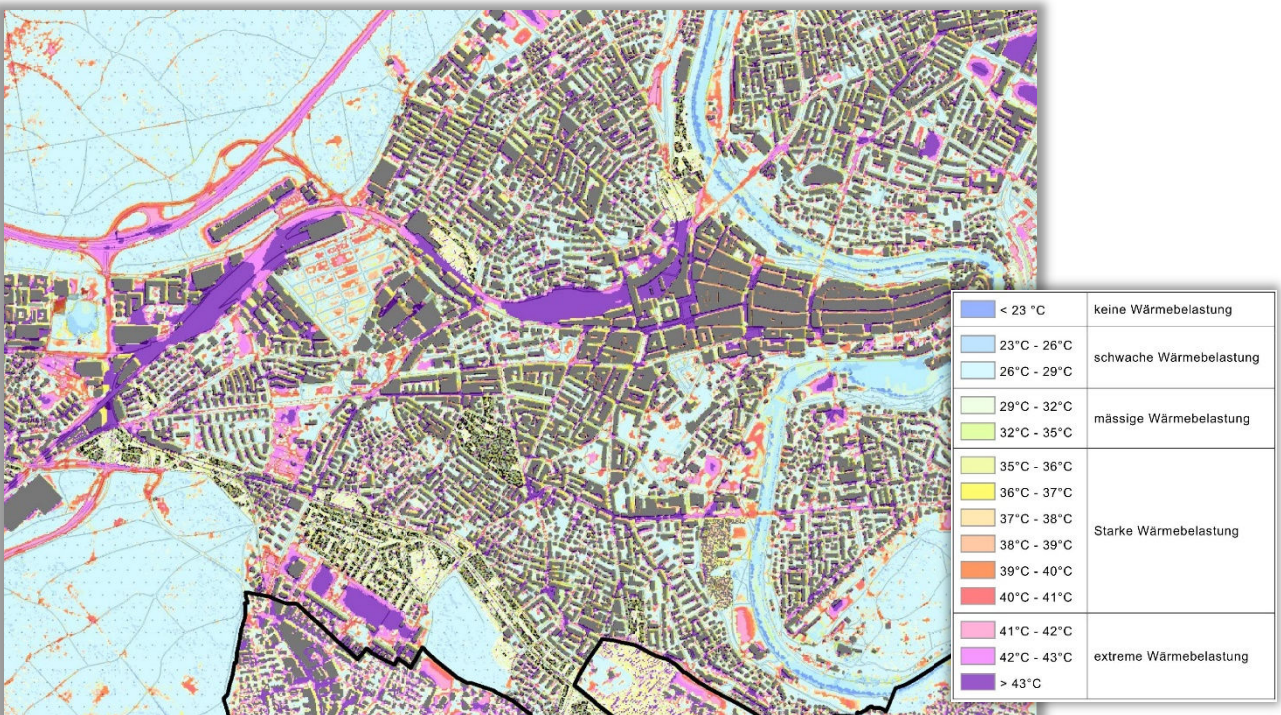 < 23 °C keine Wärmebelastung
23°C - 26°C
schwache Wärmebelastung
26°C - 29°C
29°C - 32°C
mässige Wärmebelastung
32°C - 35°C
35°C - 36°C
36°C - 37°C
37°C - 38°C
Starke Wärmebelastung
38°C - 39°C
39°C - 40°C
40°C - 41°C
41°C - 42°C
42°C - 43°C extreme Wärmebelastung
> 43°C